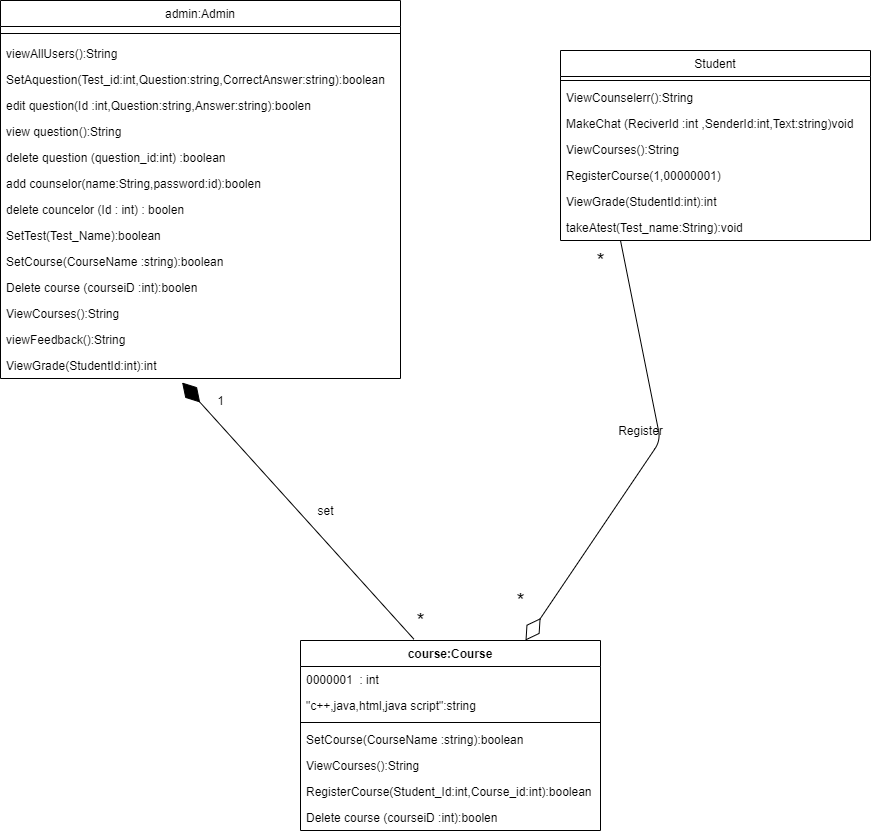 admin:Admin
viewAllUsers():String
SetAquestion(Test_id:int,Question:string,CorrectAnswer:string):boolean
edit question(Id :int,Question:string,Answer:string):boolen
view question():String
delete question (question_id:int) :boolean
add counselor(name:String,password:id):boolen
delete councelor (Id : int) : boolen
SetTest(Test_Name):boolean
SetCourse(CourseName :string):boolean
Delete course (courseiD :int):boolen
ViewCourses():String
viewFeedback():String
ViewGrade(StudentId:int):int
Student
ViewCounselerr():String
MakeChat (ReciverId :int ,SenderId:int,Text:string)void
ViewCourses():String
RegisterCourse(1,00000001)
ViewGrade(StudentId:int):int
takeAtest(Test_name:String):void
*
1
Register
set
*
*
course:Course
0000001  : int
"c++,java,html,java script":string
SetCourse(CourseName :string):boolean
ViewCourses():String
RegisterCourse(Student_Id:int,Course_id:int):boolean
Delete course (courseiD :int):boolen